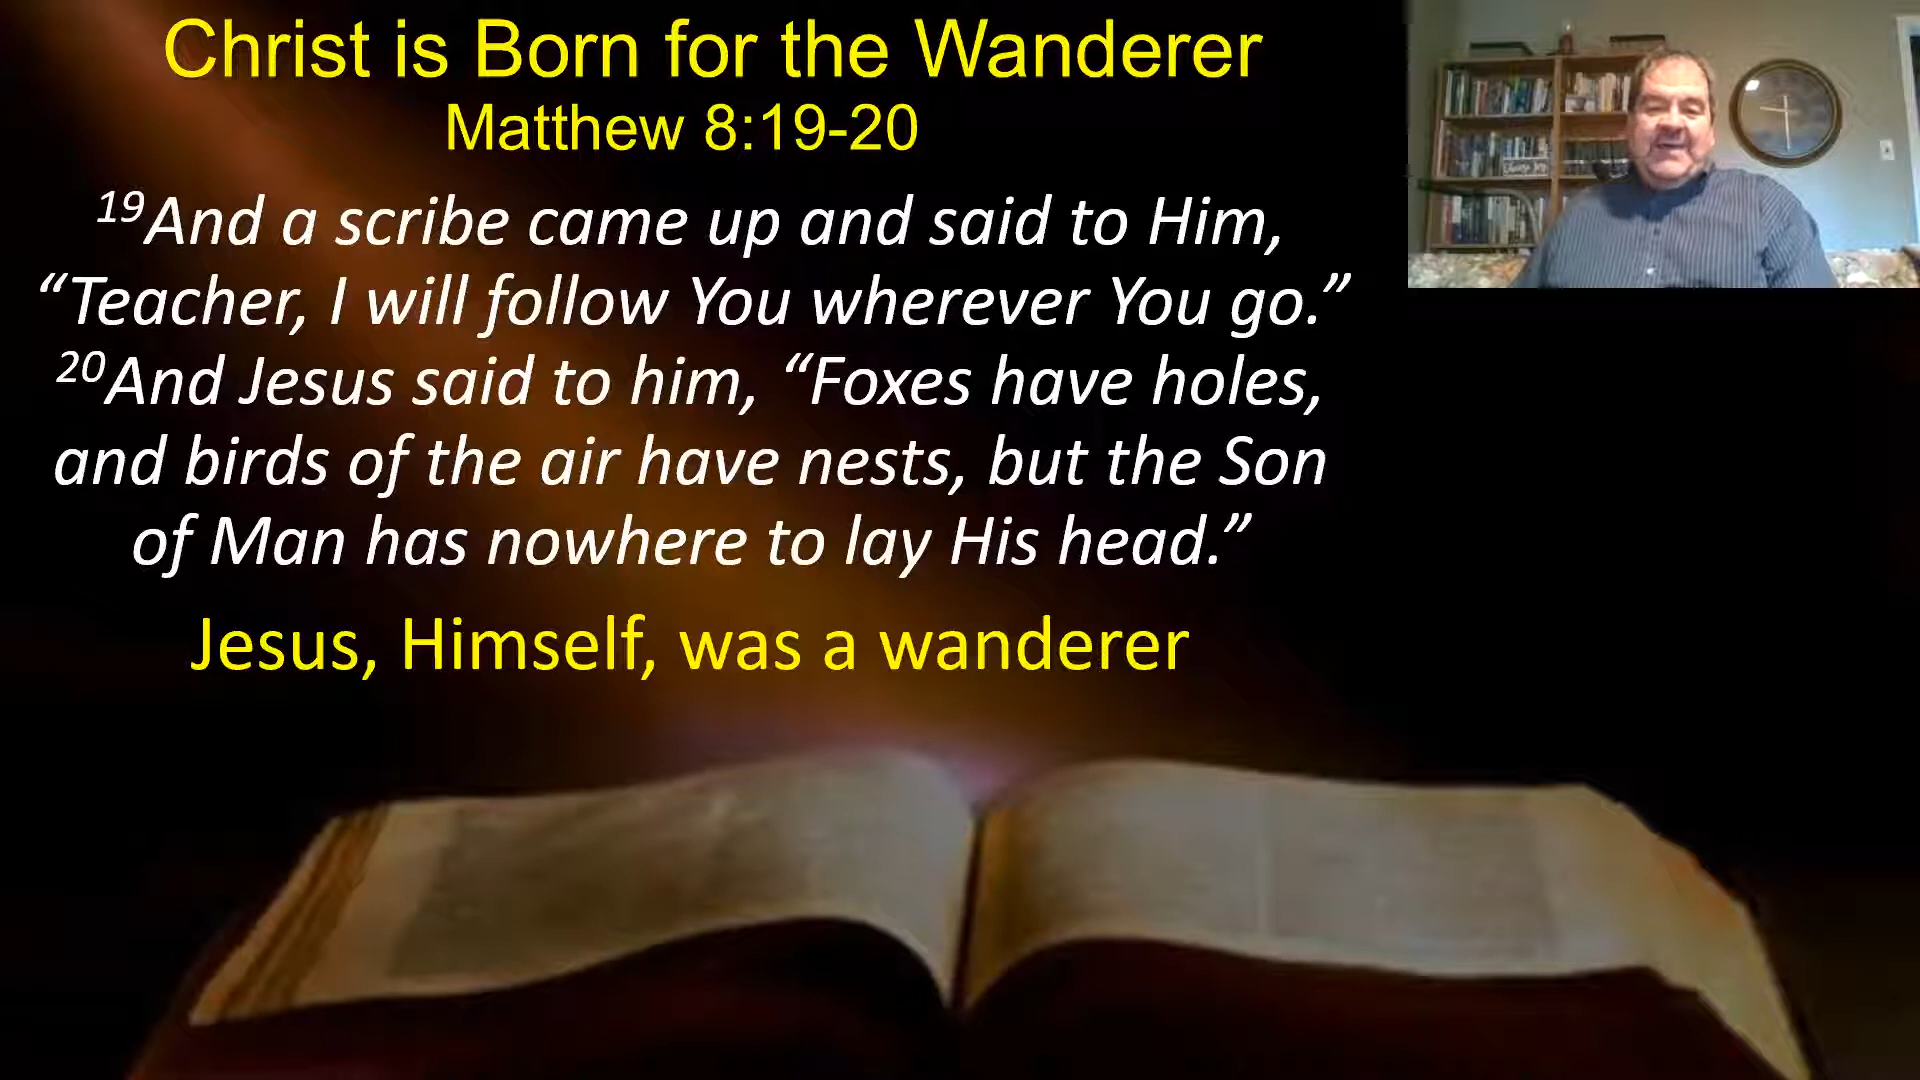 Christ is Born for the Wanderer
Matthew 8:19-20
19And a scribe came up and said to Him,
“Teacher, I will follow You wherever You go.”
20And Jesus said to him, “Foxes have holes,
and birds of the air have nests, but the Son
of Man has nowhere to lay His head.”
Jesus, Himself, was a wanderer